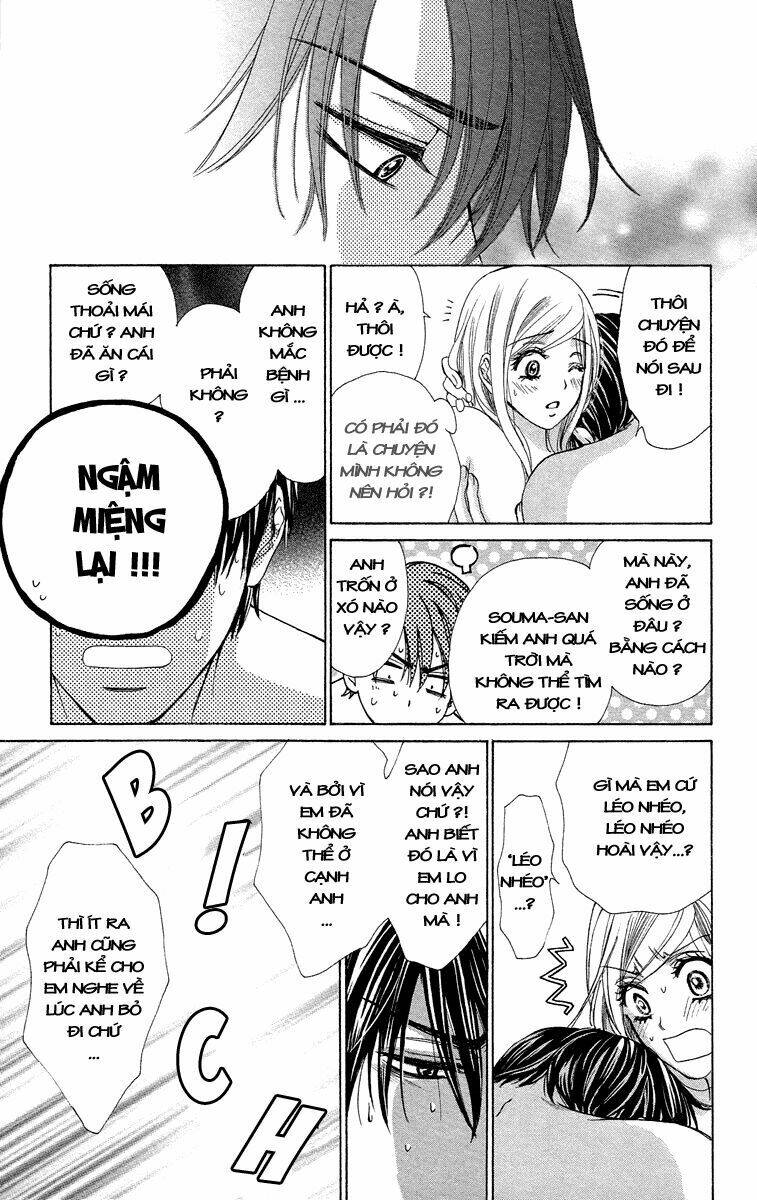 THÔI
CHUYỆN
ĐÓ ĐỂ
NÓI SAU
ĐI !
HẢ ? À,
THÔI
ĐƯỢC !
CÓ PHẢI ĐÓ
LÀ CHUYỆN
MÌNH KHÔNG
NÊN HỎI ?!
ANH
KHÔNG
MẮC
BỆNH
GÌ ...
PHẢI
KHÔNG
?
SỐNG
THOẢI MÁI
CHỨ ? ANH
ĐÃ ĂN CÁI
GÌ ?
NGẬM
MIỆNG
LẠI !!!
MÀ NÀY,
ANH ĐÃ
SỐNG Ở
ĐÂU ?
BẰNG CÁCH
NÀO ?
SOUMA-SAN
KIẾM ANH QUÁ
TRỜI MÀ
KHÔNG THỂ TÌM
RA ĐƯỢC !
ANH
TRỐN Ở
XÓ NÀO
VẬY ?
GÌ MÀ EM CỨ
LÉO NHÉO,
LÉO NHÉO
HOÀI VẬY...?
'LÉO
NHÉO'
...?
SAO ANH
NÓI VẬY
CHỨ ?!
ANH BIẾT
ĐÓ LÀ VÌ
EM LO
CHO ANH
MÀ !
VÀ BỞI VÌ
EM ĐÃ
KHÔNG
THỂ Ở
CẠNH
ANH
...
THÌ ÍT RA
ANH CŨNG
PHẢI KỂ CHO
EM NGHE VỀ
LÚC ANH BỎ
ĐI CHỨ
...
B
Í
C
H